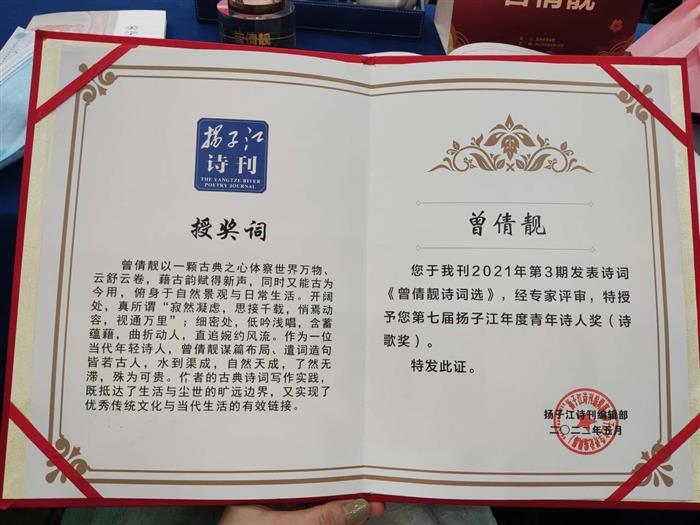 曾倩靓
曾倩靓
扬子江
诗刊
THE YANGTZE RIVER
POETRY JOURNAL
授奖词
曾倩靓以一颗古典之心体察世界万物、
云舒云卷，藉古韵赋得新声，同时又能古为
今用，俯身于自然景观与日常生活。开阔
处，真所谓“寂然凝虑，思接千载，悄焉动
容，视通万里”；细密处，低吟浅唱，含蓄
蕴藉，曲折动人，直追婉约风流。作为一位
当代年轻诗人，曾倩靓谋篇布局、遣词造句
皆若古人，水到渠成，自然天成，了然无
滞，殊为可贵。作者的古典诗词写作实践，
既抵达了生活与尘世的旷远边界，又实现了
优秀传统文化与当代生活的有效链接。
曾倩靓
您于我刊2021年第3期发表诗词
《曾倩靓诗词选》，经专家评审，特授
予您第七届扬子江年度青年诗人奖（诗
歌奖）。
特发此证。
扬子江诗刊编辑部
二〇二二年五月